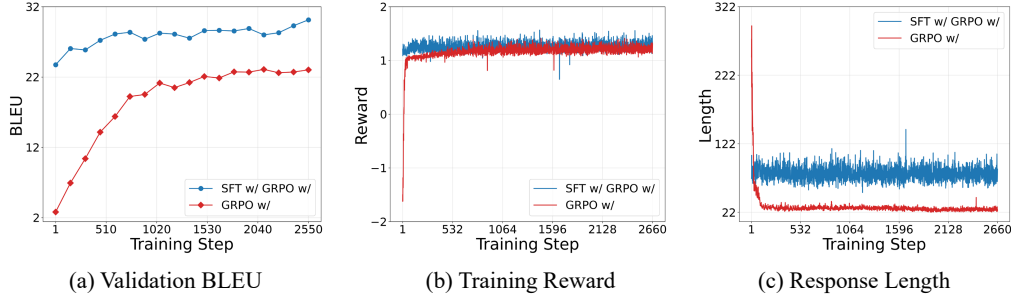 32
22
12
2
BLEU
SFT w/ GRPO w/
GRPO w/
1 510 1020 1530 2040 2550
Training Step
(a) Validation BLEU
2
1
0
−1
−2
Reward
SFT w/ GRPO w/
GRPO w/
1 532 1064 1596 2128 2660
Training Step
(b) Training Reward
322
222
122
22
Length
SFT w/ GRPO w/
GRPO w/
1 532 1064 1596 2128 2660
Training Step
(c) Response Length